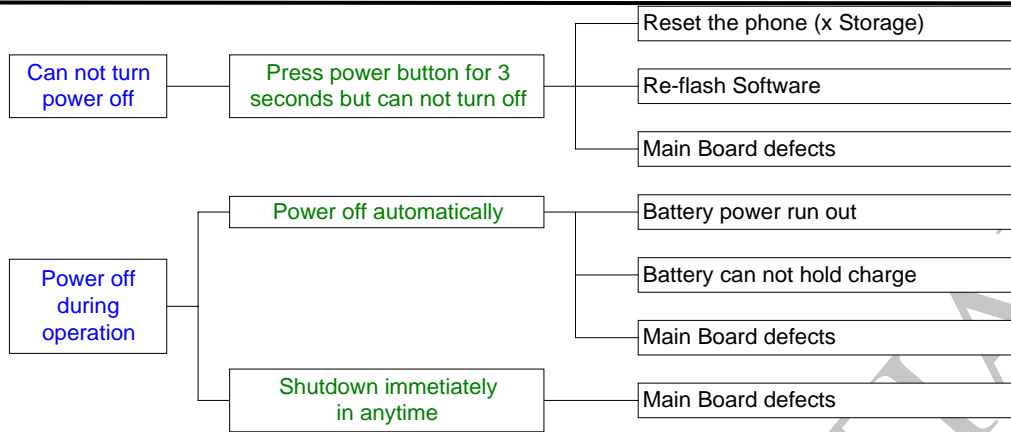 Reset the phone (x Storage)
Can not turn
power off
Press power button for 3
seconds but can not turn off
Re-flash Software
Main Board defects
Power off automatically
Battery power run out
Power off
during
operation
Battery can not hold charge
Main Board defects
Shutdown immetiately
in anytime
Main Board defects